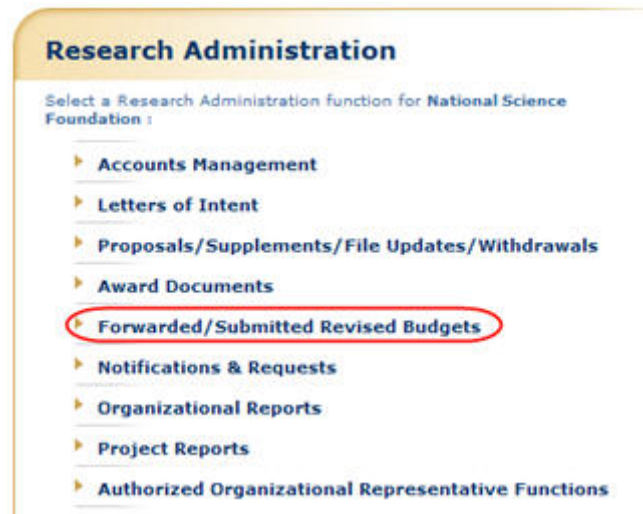 Research Administration
Select a Research Administration function for National Science
Foundation :
Accounts Management
Letters of Intent
Proposals/Supplements/File Updates/Withdrawals
Award Documents
Forwarded/Submitted Revised Budgets
Notifications & Requests
Organizational Reports
Project Reports
Authorized Organizational Representative Functions